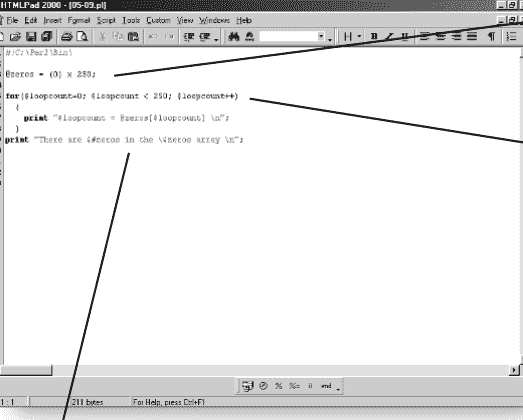 HTMLPad 2000 - [05-09.pl]
File Edit Insert Format Script Tools Custom View Windows Help
H B I U ¶
#!C:\Perl\Bin\
@zeros = (0) x 250;
for($loopcount=0; $loopcount < 250; $loopcount++)
{
print "$loopcount = @zeros[$loopcount] \n";
}
print "There are $#zeros in the \$zeros array \n";
@ % %= it and
1 : 1 211 bytes For Help, press Ctrl+F1